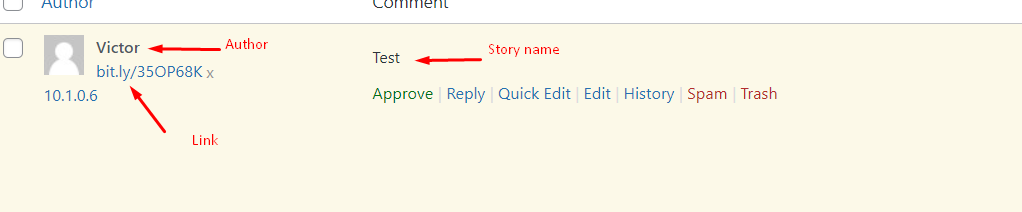 Author
Comment
Victor
Author
Test
Story name
bit.ly/35OP68K x
10.1.0.6
Approve | Reply | Quick Edit | Edit | History | Spam | Trash
Link